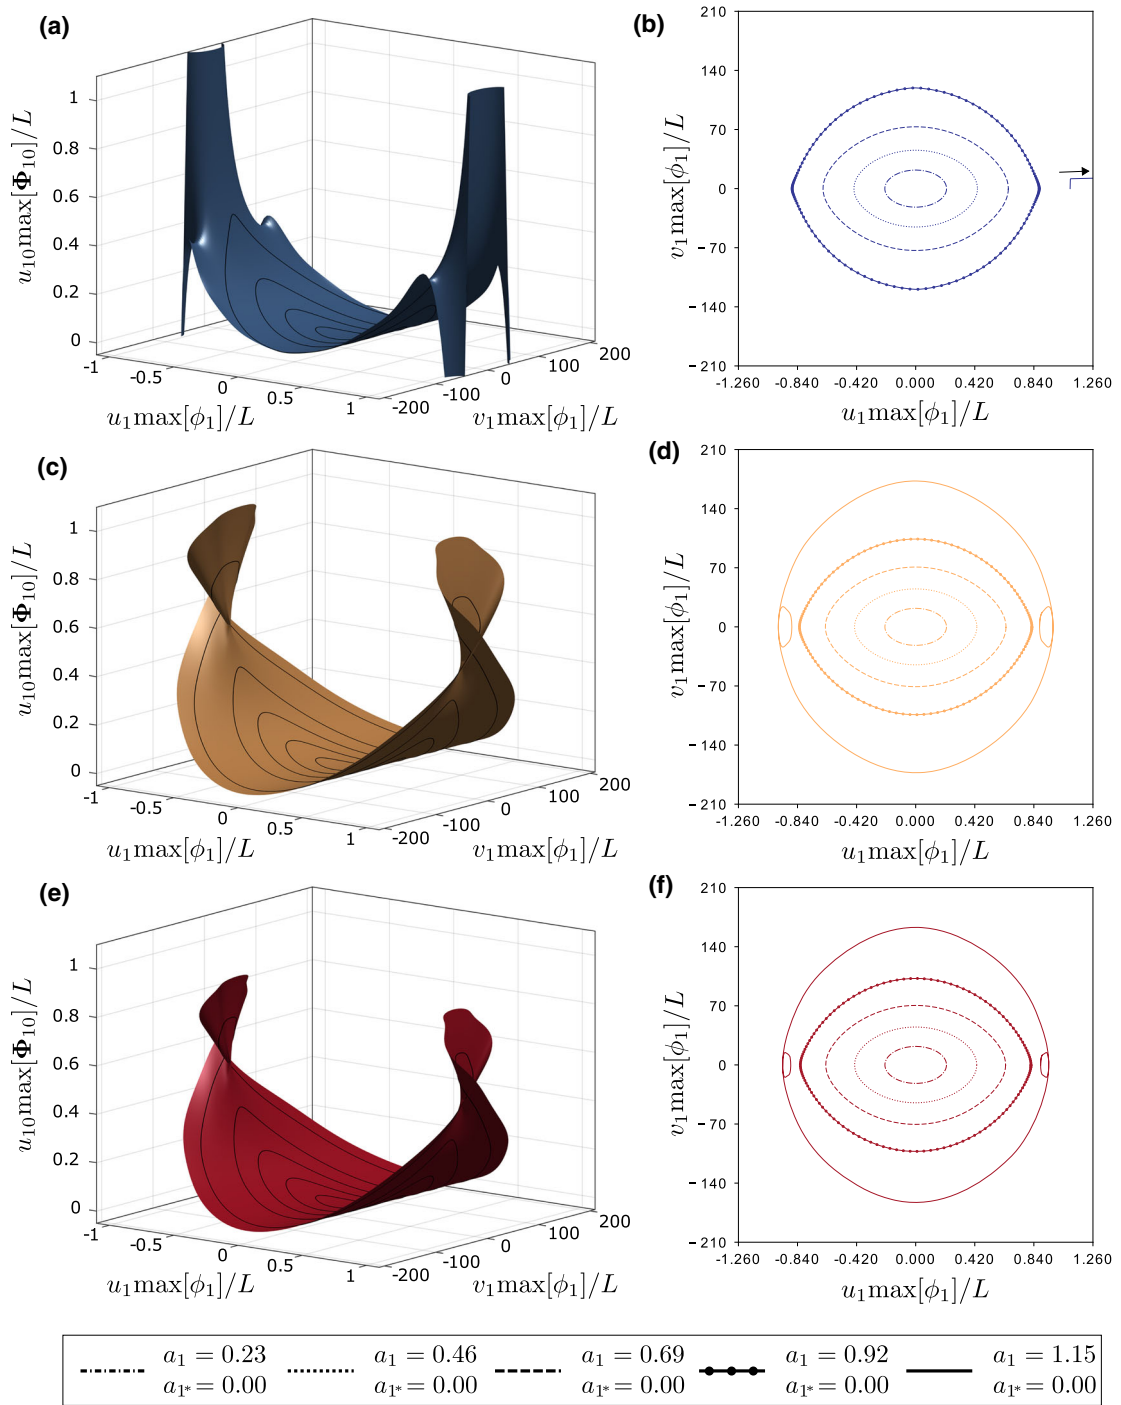 (a)
u₁₀max[Φ₁₀]/L
1
0.8
0.6
0.4
0.2
0
-1
-0.5
0
0.5
1
u₁max[ϕ₁]/L
-200
-100
0
100
200
v₁max[ϕ₁]/L
(b)
v₁max[ϕ₁]/L
210
140
70
0
−70
−140
−210
-1.260 -0.840 -0.420 0.000 0.420 0.840 1.260
u₁max[ϕ₁]/L
(c)
u₁₀max[Φ₁₀]/L
1
0.8
0.6
0.4
0.2
0
-1
-0.5
0
0.5
1
u₁max[ϕ₁]/L
-200
-100
0
100
200
v₁max[ϕ₁]/L
(d)
v₁max[ϕ₁]/L
210
140
70
0
−70
−140
−210
-1.260 -0.840 -0.420 0.000 0.420 0.840 1.260
u₁max[ϕ₁]/L
(e)
u₁₀max[Φ₁₀]/L
1
0.8
0.6
0.4
0.2
0
-1
-0.5
0
0.5
1
u₁max[ϕ₁]/L
-200
-100
0
100
200
v₁max[ϕ₁]/L
(f)
v₁max[ϕ₁]/L
210
140
70
0
−70
−140
−210
-1.260 -0.840 -0.420 0.000 0.420 0.840 1.260
u₁max[ϕ₁]/L
a₁ = 0.23 a₁ = 0.46 a₁ = 0.69 a₁ = 0.92 a₁ = 1.15
a₁* = 0.00 a₁* = 0.00 a₁* = 0.00 a₁* = 0.00 a₁* = 0.00